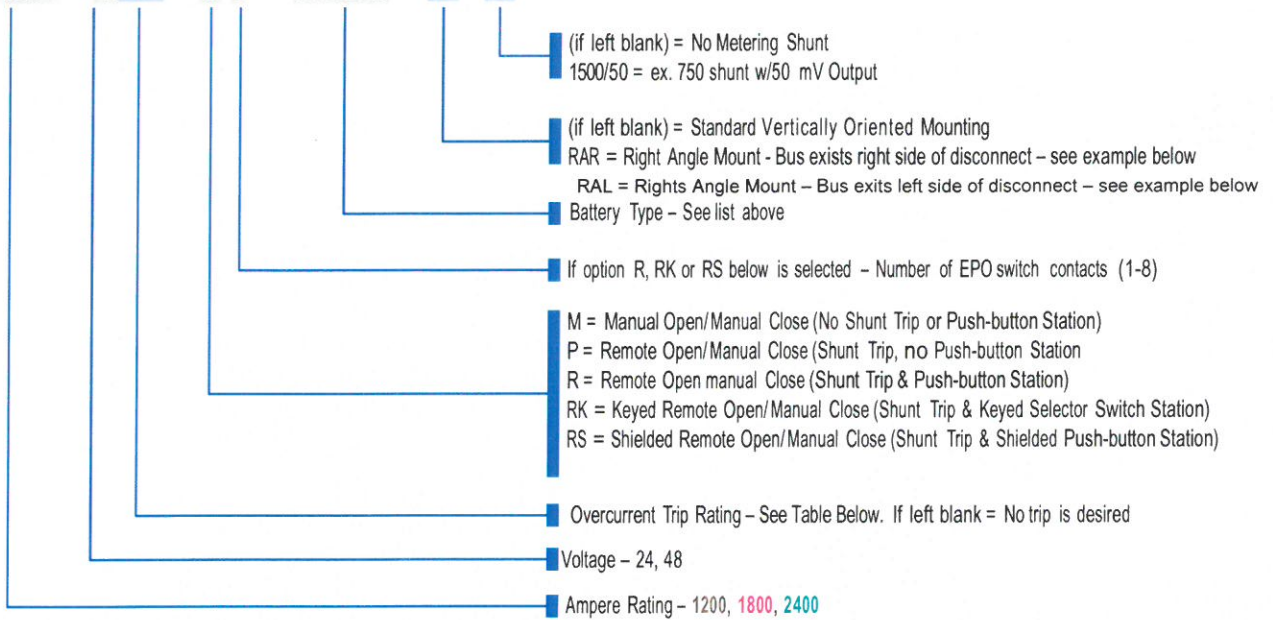 (if left blank) = No Metering Shunt
1500/50 = ex. 750 shunt w/50 mV Output
(if left blank) = Standard Vertically Oriented Mounting
RAR = Right Angle Mount - Bus exists right side of disconnect – see example below
RAL = Rights Angle Mount – Bus exits left side of disconnect – see example below
Battery Type – See list above
If option R, RK or RS below is selected – Number of EPO switch contacts (1-8)
M = Manual Open/Manual Close (No Shunt Trip or Push-button Station)
P = Remote Open/Manual Close (Shunt Trip, no Push-button Station
R = Remote Open manual Close (Shunt Trip & Push-button Station)
RK = Keyed Remote Open/Manual Close (Shunt Trip & Keyed Selector Switch Station)
RS = Shielded Remote Open/Manual Close (Shunt Trip & Shielded Push-button Station)
Overcurrent Trip Rating – See Table Below. If left blank = No trip is desired
Voltage – 24, 48
Ampere Rating – 1200, 1800, 2400